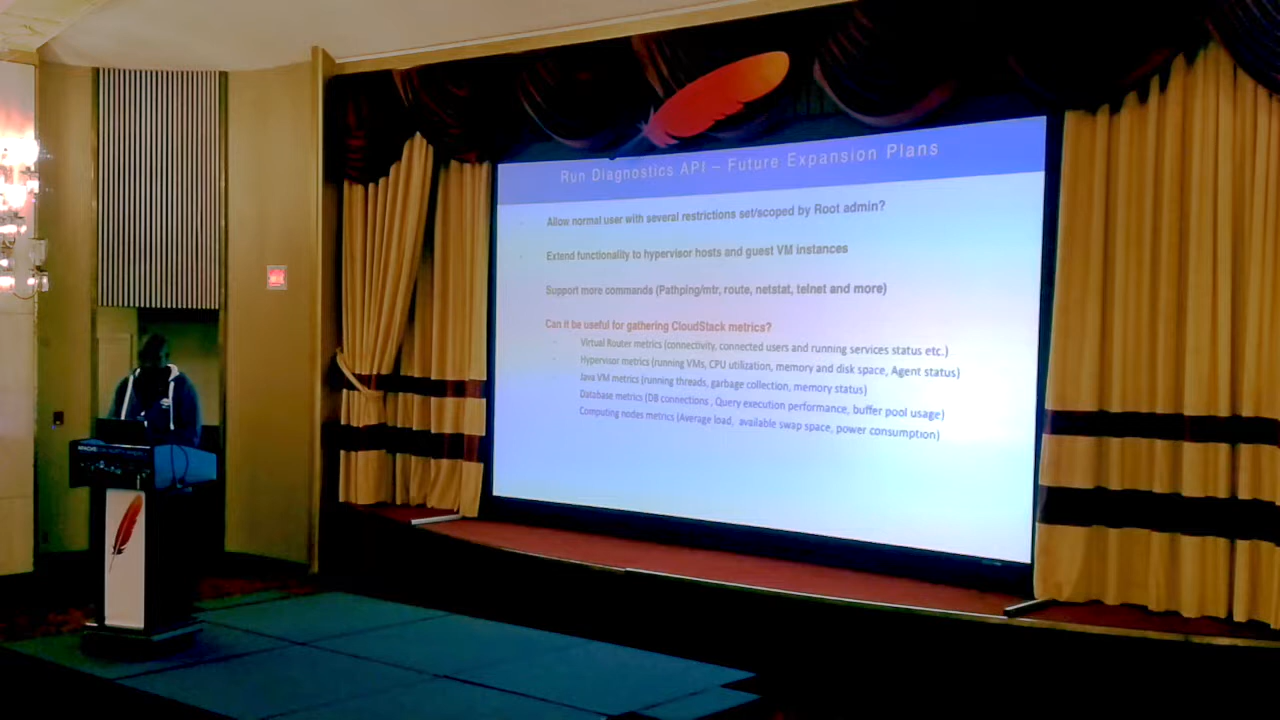 Run Diagnostics API – Future Expansion Plans
Allow normal user with several restrictions set/scoped by Root admin?
Extend functionality to hypervisor hosts and guest VM instances
Support more commands (Pathping/mtr, route, netstat, telnet and more)
Can it be useful for gathering CloudStack metrics?
Virtual Router metrics (connectivity, connected users and running services status etc.)
Hypervisor metrics (running VMs, CPU utilization, memory and disk space, Agent status)
Java VM metrics (running threads, garbage collection, memory status)
Database metrics (DB connections , Query execution performance, buffer pool usage)
Computing nodes metrics (Average load, available swap space, power consumption)
APACHE